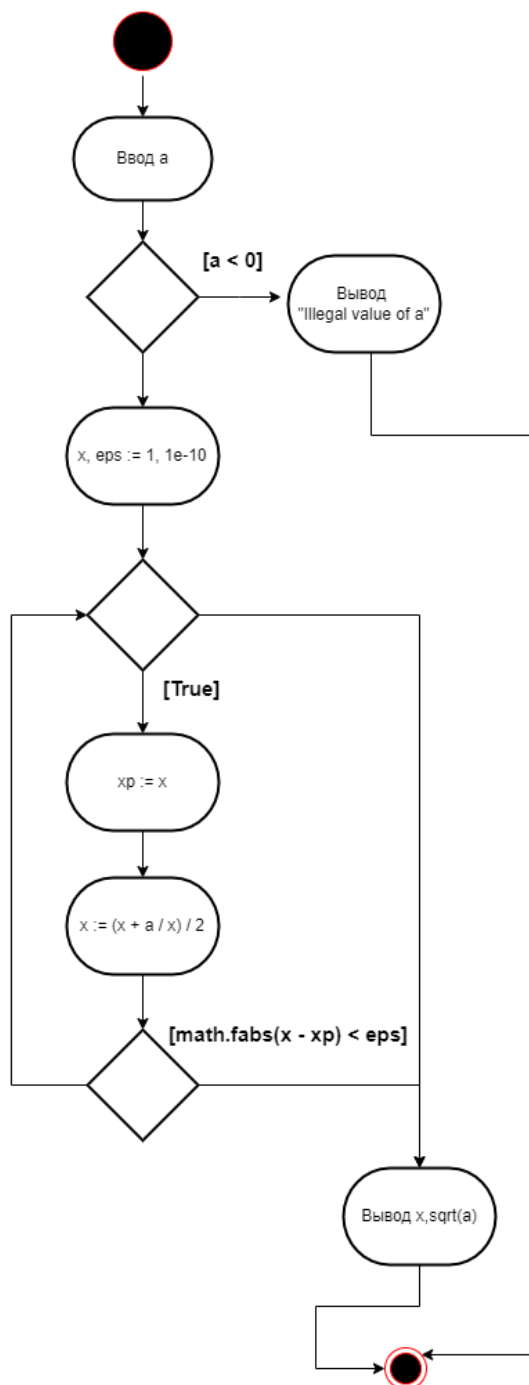 Ввод a
[a < 0]
Вывод
"Illegal value of a"
x, eps := 1, 1e-10
[True]
xp := x
x := (x + a / x) / 2
[math.fabs(x - xp) < eps]
Вывод x,sqrt(a)